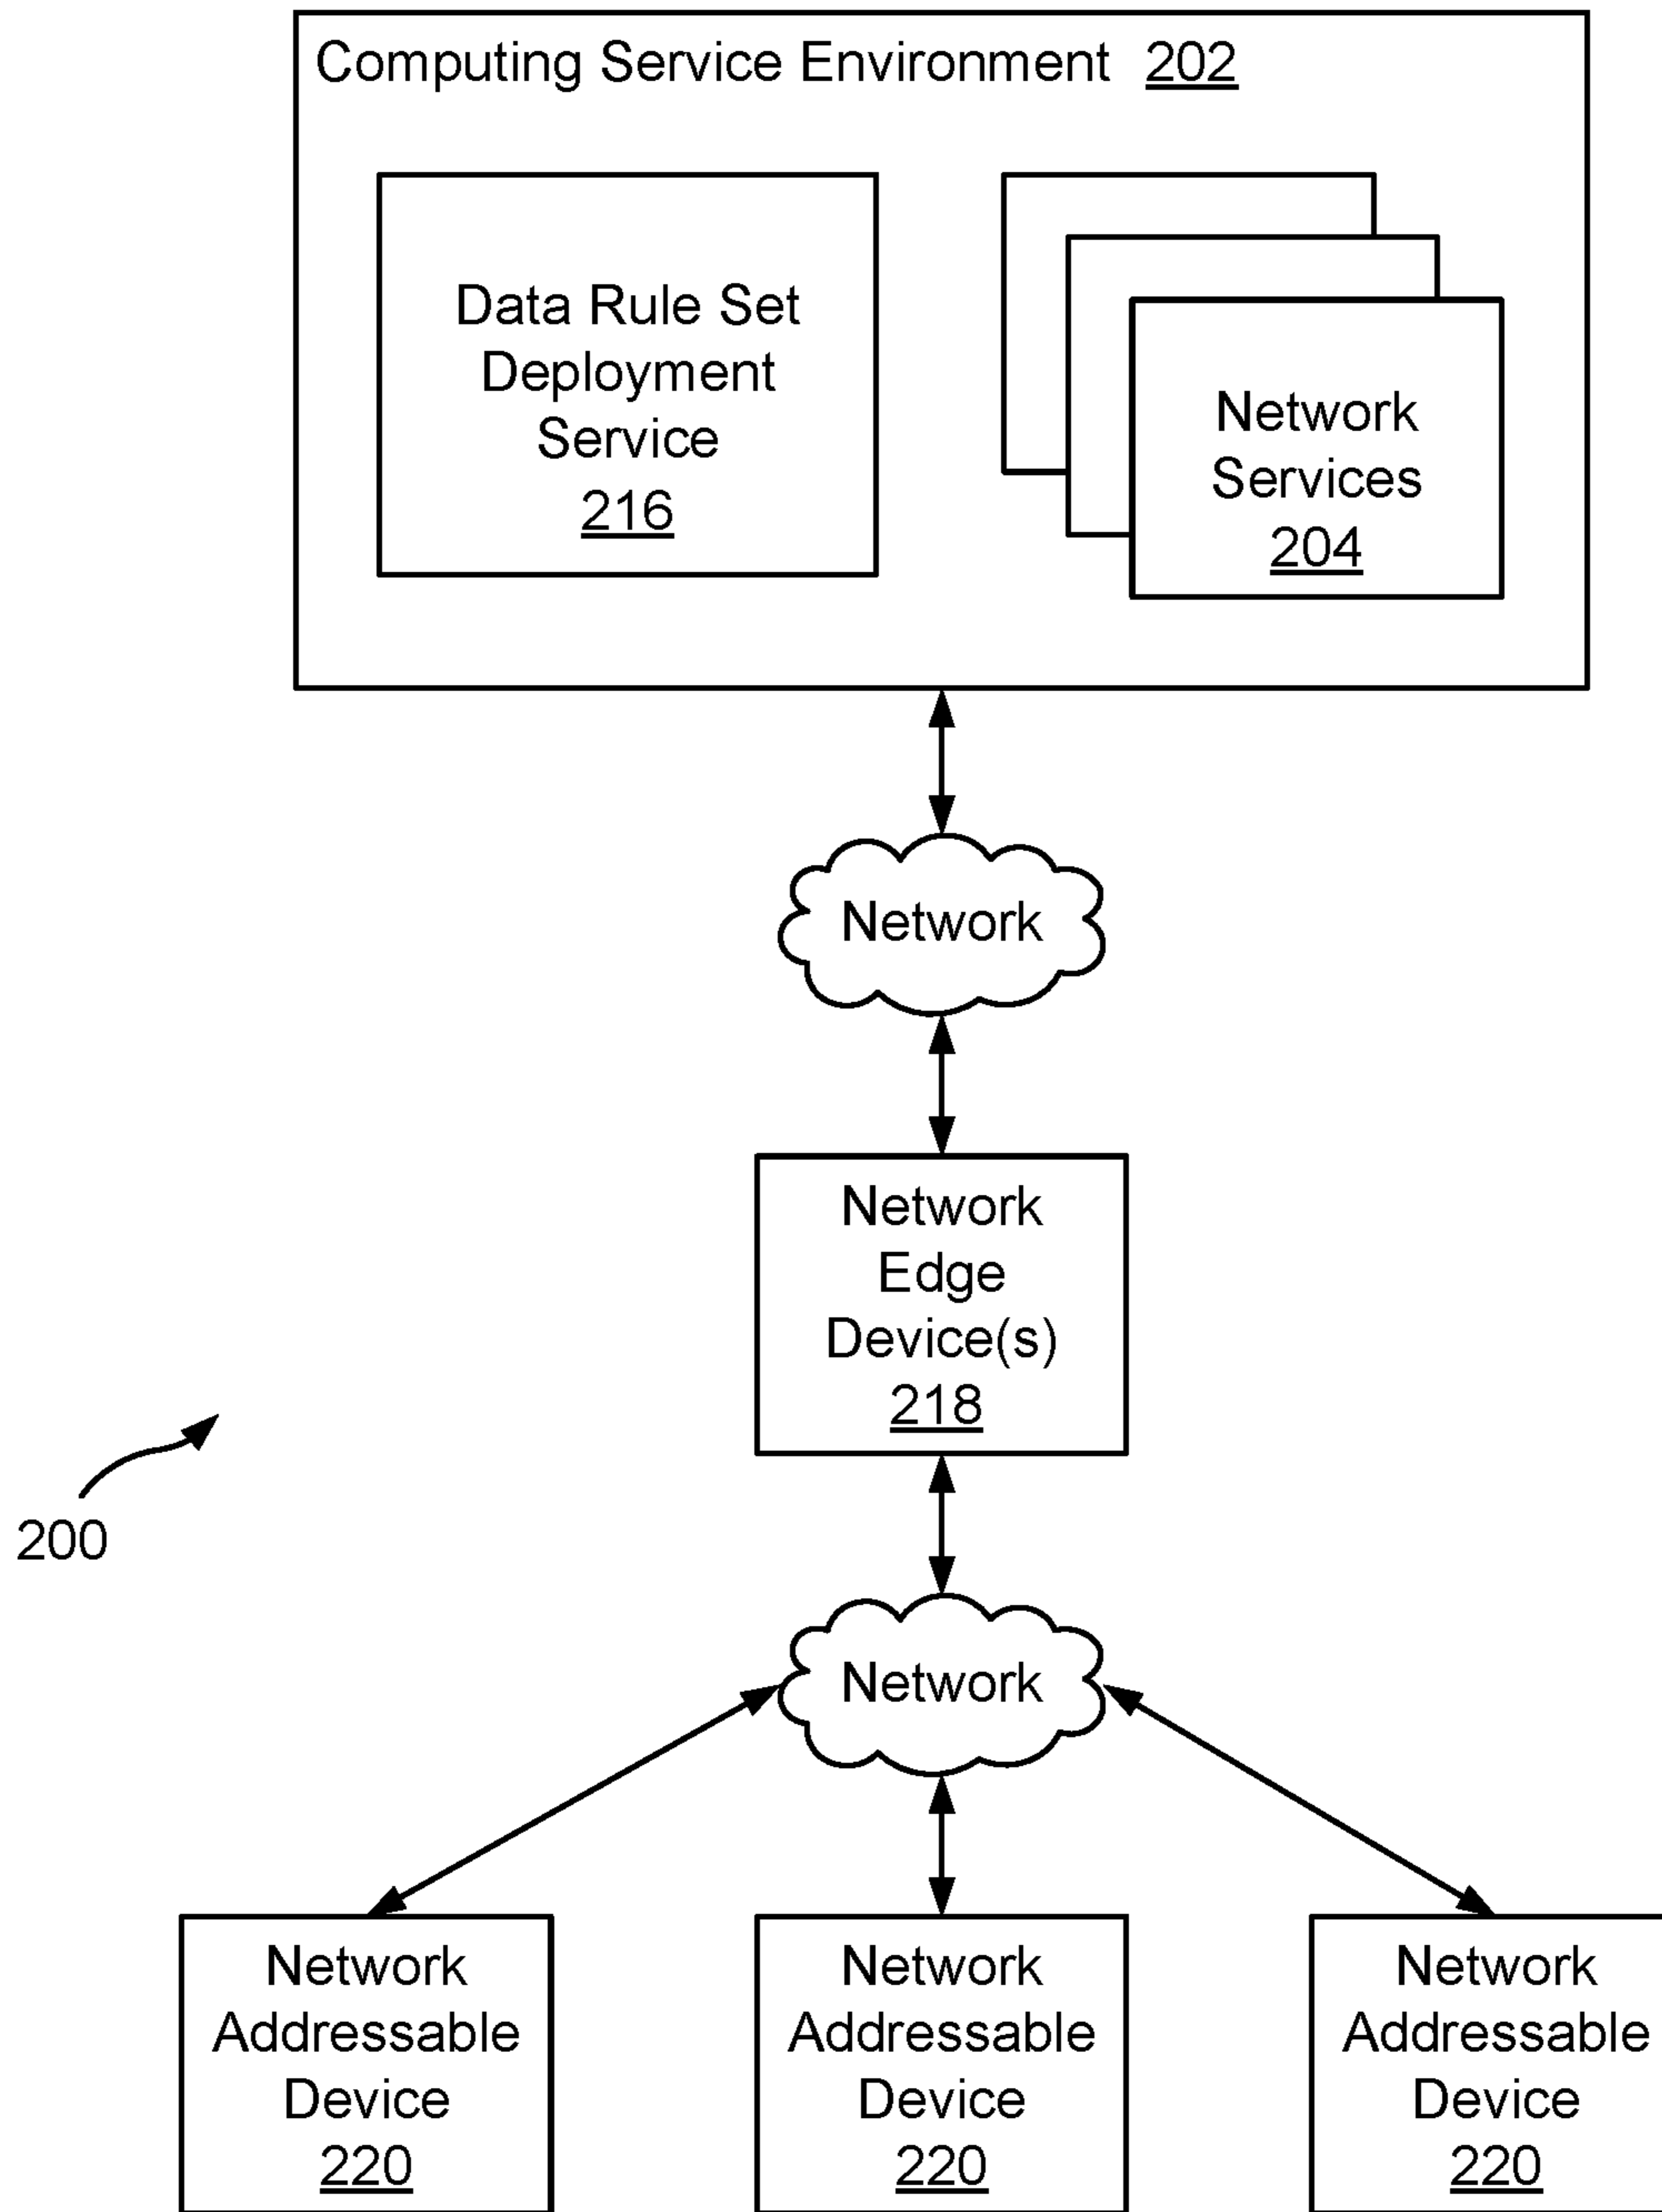 Computing Service Environment 202
Data Rule Set
Deployment
Service
216
Network
Services
204
Network
Network
Edge
Device(s)
218
200
Network
Network
Addressable
Device
220
Network
Addressable
Device
220
Network
Addressable
Device
220